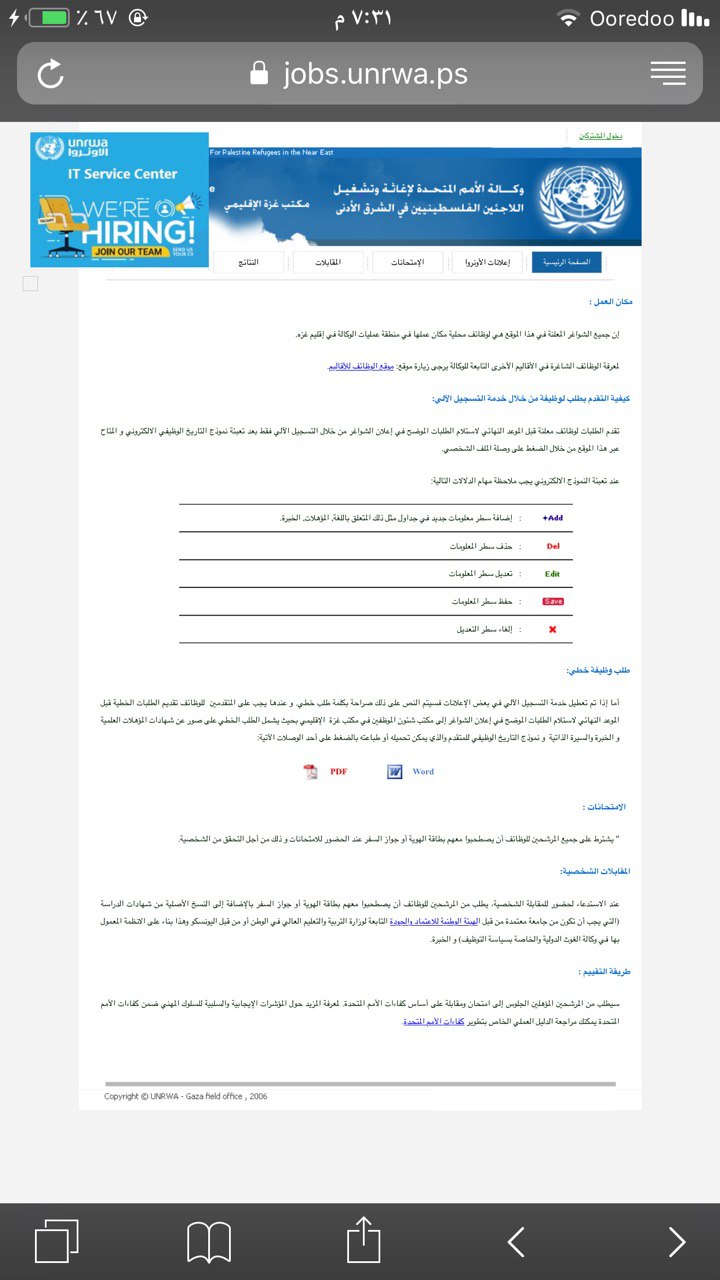 ٪ ٦٧
٧:٣١ م
Ooredoo
jobs.unrwa.ps
دخول المشتركين
unrwa
الأونروا
IT Service Center
WE'RE
HIRING!
VACANT
JOIN OUR TEAM
SEND US YOUR CV
For Palestine Refugees in the Near East
وكـــالة الأمم المتحدة لإغاثة وتشغيل
اللاجئين الفلسطينيين في الشرق الأدنى
مكتب غزة الإقليمي
الصفحة الرئيسية
إعلانات الأونروا
الإمتحانات
المقابلات
النتائج
مكان العمل :
إن جميع الشواغر المعلنة في هذا الموقع هي لوظائف محلية مكان عملها في منطقة عمليات الوكالة في إقليم غزه.
لمعرفة الوظائف الشاغرة في الأقاليم الأخرى التابعة للوكالة يرجى زيارة موقع: موقع الوظائف للأقاليم.
كيفية التقدم بطلب لوظيفة من خلال خدمة التسجيل الآلي:
تقدم الطلبات لوظائف معلنة قبل الموعد النهائي لاستلام الطلبات الموضح في إعلان الشواغر من خلال التسجيل الآلي فقط بعد تعبئة نموذج التاريخ الوظيفي الالكتروني و المتاح
عبر هذا الموقع من خلال الضغط على وصلة الملف الشخصي.
عند تعبئة النموذج الالكتروني يجب ملاحظة مهام الدلالات التالية:
+Add : إضافة سطر معلومات جديد في جداول مثل ذلك المتعلق باللغة, المؤهلات, الخبرة.
Del : حذف سطر المعلومات
Edit : تعديل سطر المعلومات
Save : حفظ سطر المعلومات
: إلغاء سطر التعديل
طلب وظيفة خطي:
أما إذا تم تعطيل خدمة التسجيل الآلي في بعض الإعلانات فسيتم النص على ذلك صراحة بكلمة طلب خطي. و عندها يجب على المتقدمين للوظائف تقديم الطلبات الخطية قبل
الموعد النهائي لاستلام الطلبات الموضح في إعلان الشواغر إلى مكتب شئون الموظفين في مكتب غزة الإقليمي بحيث يشمل الطلب الخطي على صور عن شهادات المؤهلات العلمية
و الخبرة والسيرة الذاتية و نموذج التاريخ الوظيفي للمتقدم والذي يمكن تحميله أو طباعته بالضغط على أحد الوصلات الآتية:
Word
PDF
الامتحانات :
" يشترط على جميع المرشحين للوظائف أن يصطحبوا معهم بطاقة الهوية أو جواز السفر عند الحضور للامتحانات و ذلك من أجل التحقق من الشخصية.
المقابلات الشخصية:
عند الاستدعاء لحضور للمقابلة الشخصية، يطلب من المرشحين للوظائف أن يصطحبوا معهم بطاقة الهوية أو جواز السفر بالإضافة إلى النسخ الأصلية من شهادات الدراسة
(التي يجب أن تكون من جامعة معتمدة من قبل الهيئة الوطنية للاعتماد والجودة التابعة لوزارة التربية والتعليم العالي في الوطن أو من قبل اليونسكو وهذا بناء على الانظمة المعمول
بها في وكالة الغوث الدولية والخاصة بسياسة التوظيف) و الخبرة.
طريقة التقييم :
سيطلب من المرشحين المؤهلين الجلوس إلى امتحان ومقابلة على أساس كفاءات الأمم المتحدة. لمعرفة المزيد حول المؤشرات الإيجابية والسلبية للسلوك المهني ضمن كفاءات الأمم
المتحدة يمكنك مراجعة الدليل العملي الخاص بتطوير كفاءات الأمم المتحدة.
Copyright © UNRWA - Gaza field office , 2006